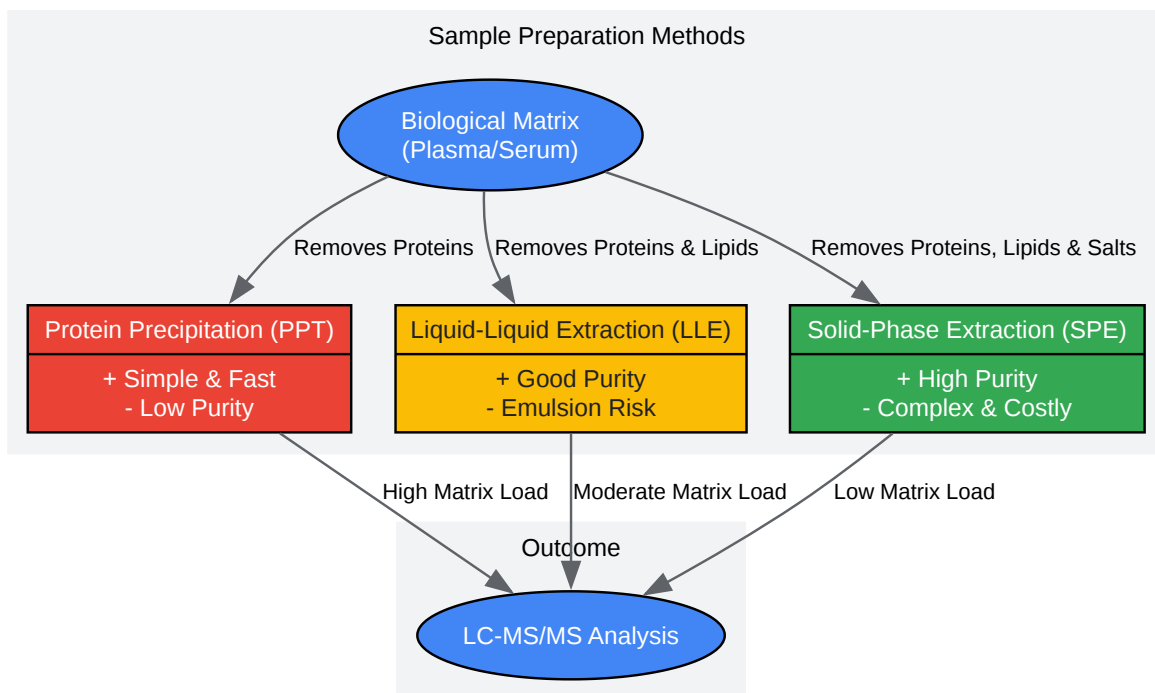 Sample Preparation Methods
Biological Matrix
(Plasma/Serum)
Removes Proteins
Removes Proteins & Lipids
Removes Proteins, Lipids & Salts
Protein Precipitation (PPT)
+ Simple & Fast
- Low Purity
Liquid-Liquid Extraction (LLE)
+ Good Purity
- Emulsion Risk
Solid-Phase Extraction (SPE)
+ High Purity
- Complex & Costly
High Matrix Load
Moderate Matrix Load
Low Matrix Load
Outcome
LC-MS/MS Analysis